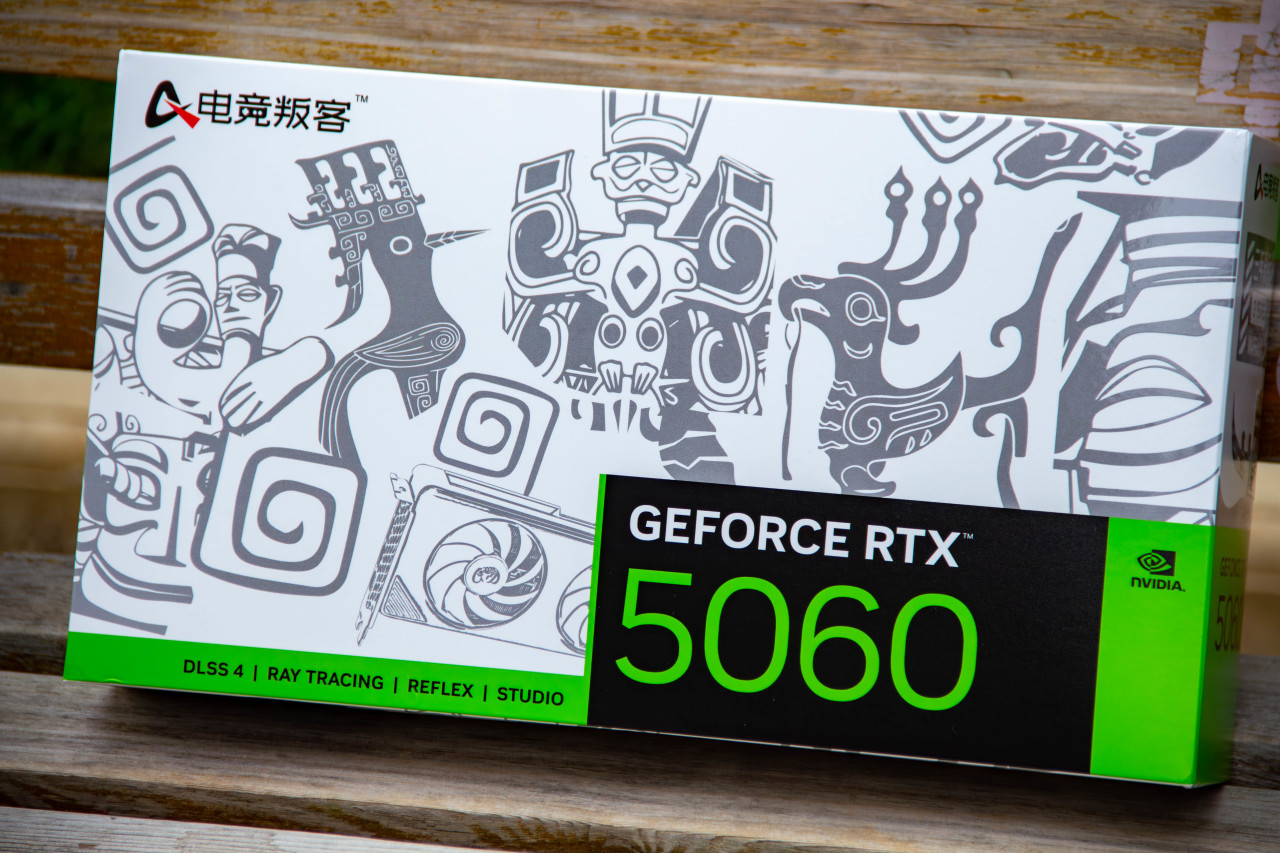 电竞叛客™
GEFORCE RTX™
5060
NVIDIA.
DLSS 4 | RAY TRACING | REFLEX | STUDIO